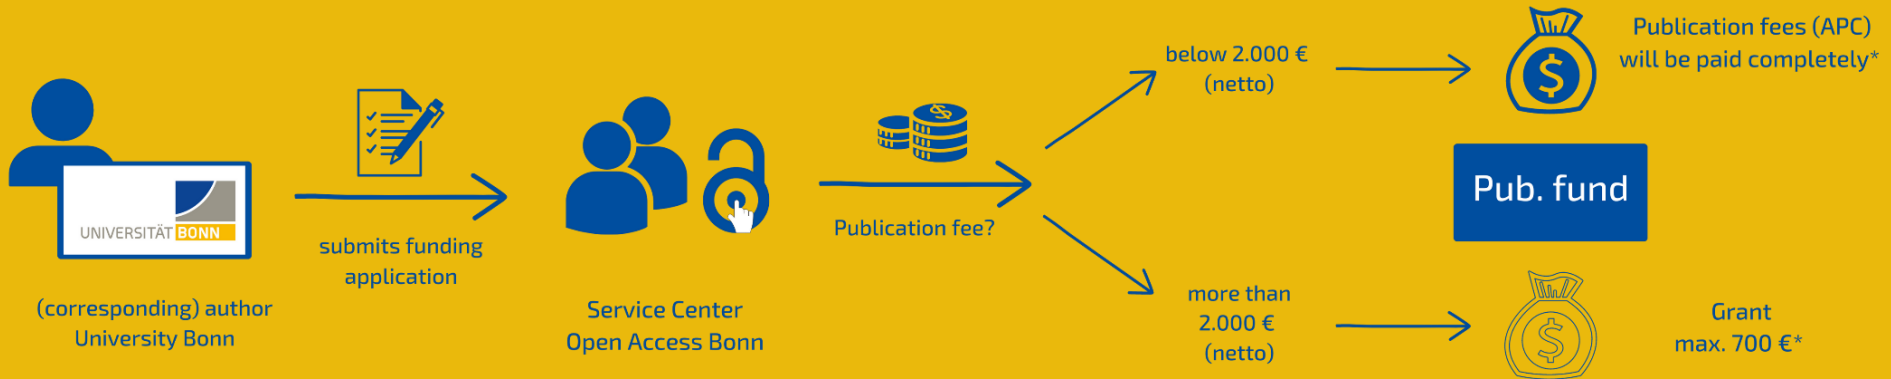 UNIVERSITÄT BONN
(corresponding) author
University Bonn
submits funding
application
Service Center
Open Access Bonn
Publication fee?
below 2.000 €
(netto)
Publication fees (APC)
will be paid completely*
Pub. fund
more than
2.000 €
(netto)
Grant
max. 700 €*